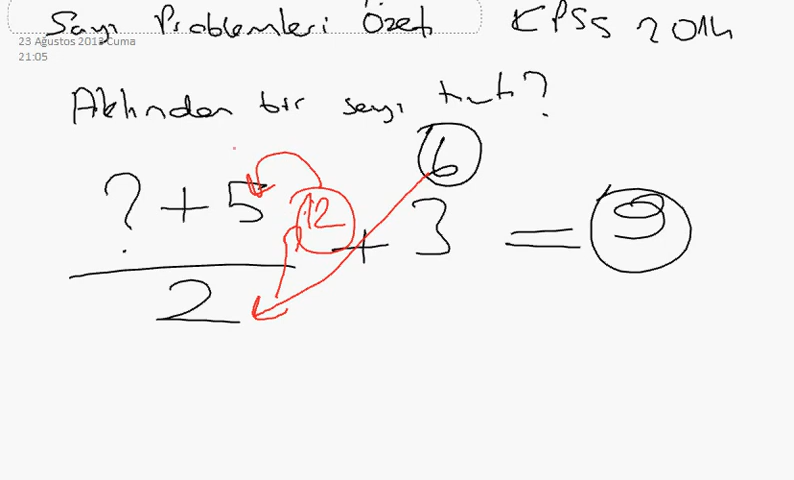 Sayı Problemleri Özet KPSS 2014
23 Ağustos 2013 Cuma
21:05
Aklından bir sayı tut?
6
? + 5 12 + 3 = 9
2